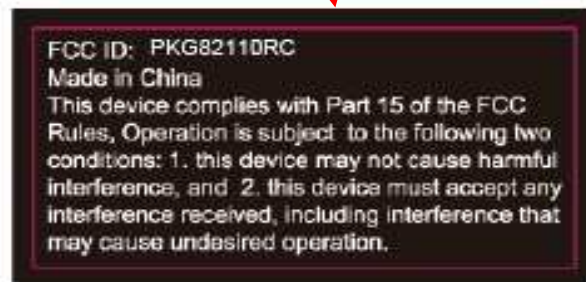 FCC ID: PKG82110RC
Made in China
This device complies with Part 15 of the FCC
Rules, Operation is subject to the following two
conditions: 1. this device may not cause harmful
interference, and 2. this device must accept any
interference received, including interference that
may cause undesired operation.